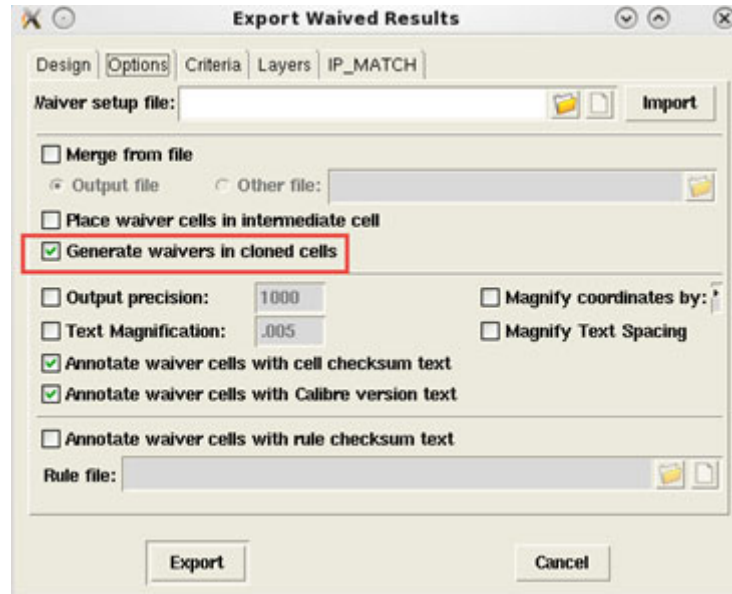 Export Waived Results
Design Options Criteria Layers IP_MATCH
Waiver setup file: Import
Merge from file
Output file Other file:
Place waiver cells in intermediate cell
Generate waivers in cloned cells
Output precision: 1000 Magnify coordinates by:
Text Magnification: .005 Magnify Text Spacing
Annotate waiver cells with cell checksum text
Annotate waiver cells with Calibre version text
Annotate waiver cells with rule checksum text
Rule file:
Export Cancel